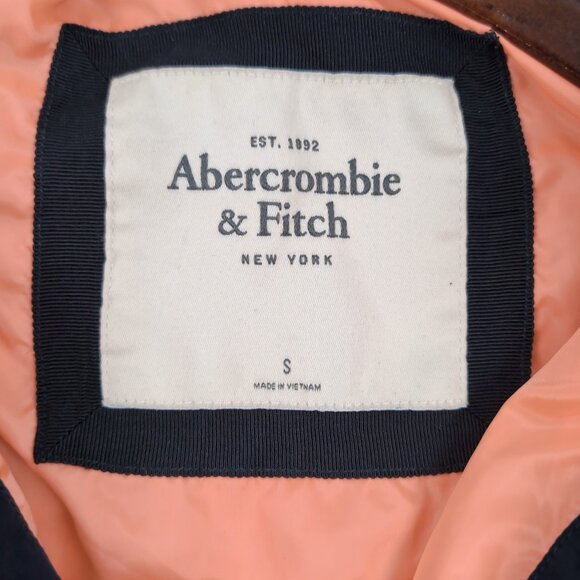 EST. 1892
Abercrombie
& Fitch
NEW YORK
S
MADE IN VIETNAM